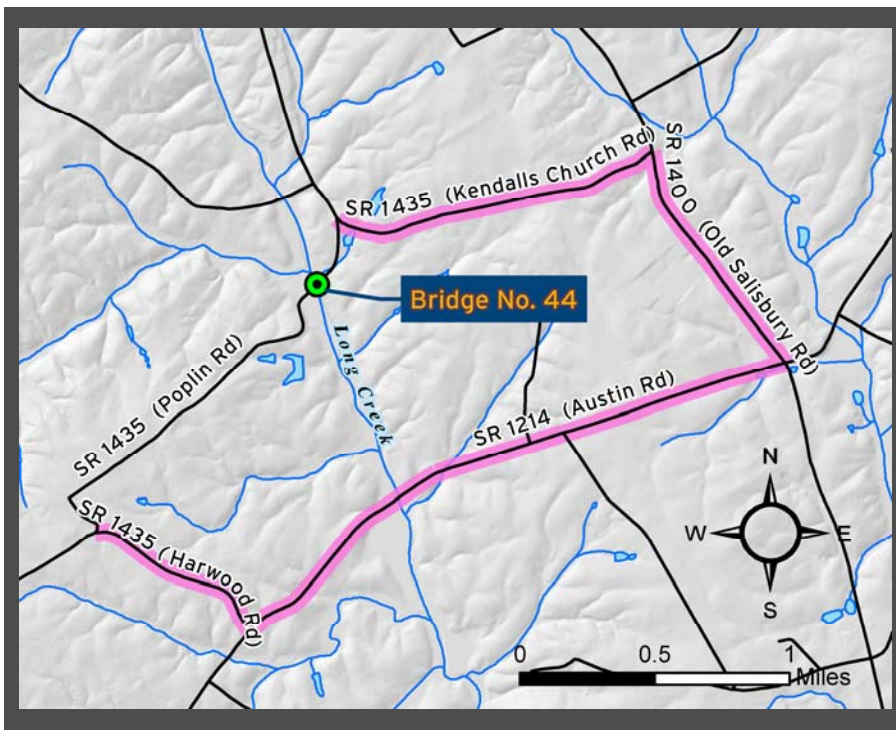 SR 1435 (Kendalls Church Rd)
SR 1400 (Old Salisbury Rd)
Bridge No. 44
Long Creek
SR 1435 (Poplin Rd)
SR 1214 (Austin Rd)
SR 1435 (Harwood Rd)
N
W
E
S
0 0.5 1
Miles